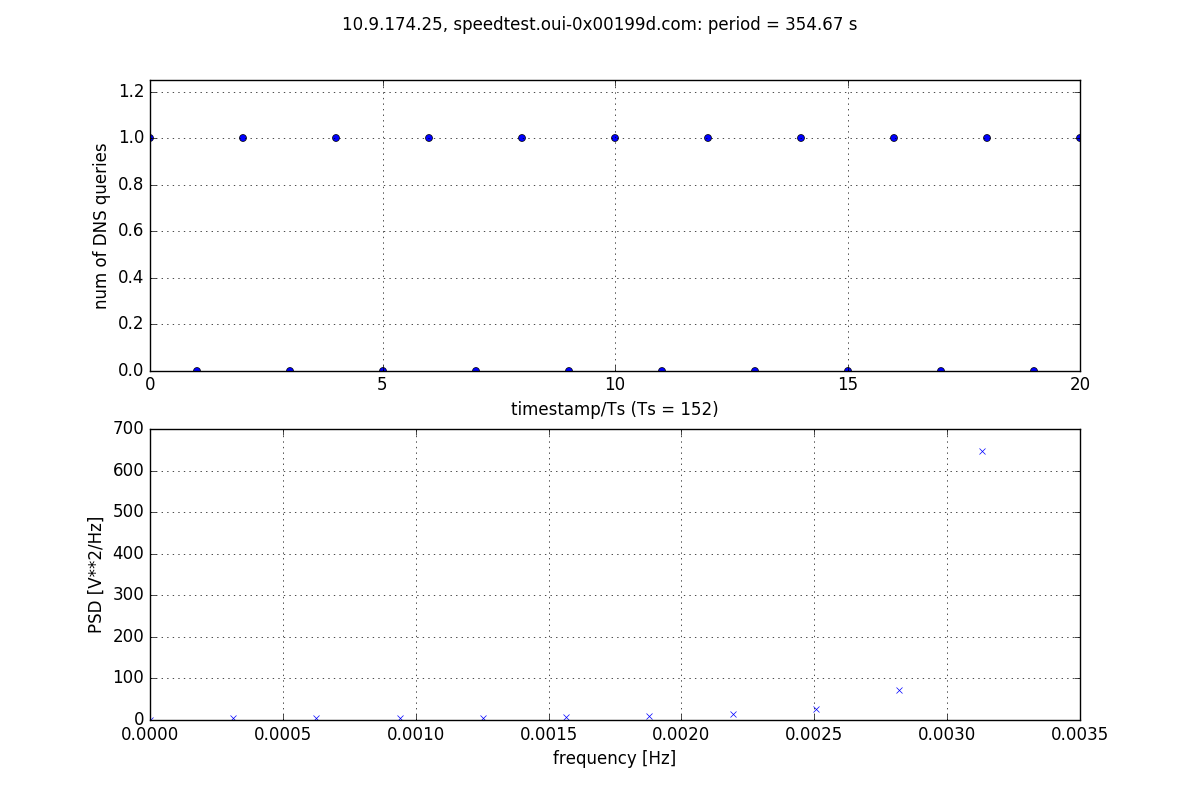 10.9.174.25, speedtest.oui-0x00199d.com: period = 354.67 s
1.2
1.0
0.8
0.6
0.4
0.2
0.0
num of DNS queries
0 5 10 15 20
timestamp/Ts (Ts = 152)
700
600
500
400
300
200
100
0
PSD [V**2/Hz]
0.0000 0.0005 0.0010 0.0015 0.0020 0.0025 0.0030 0.0035
frequency [Hz]